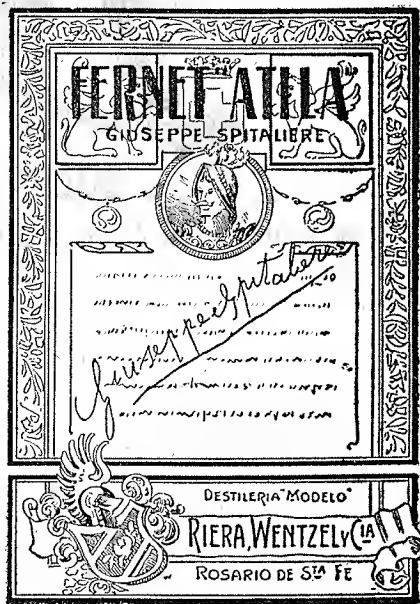 FERNET ATILA
GIUSEPPE SPITALIERE
Giuseppe Spitaliere
DESTILERIA "MODELO"
RIERA, WENTZEL Y CIA
ROSARIO DE STA FE